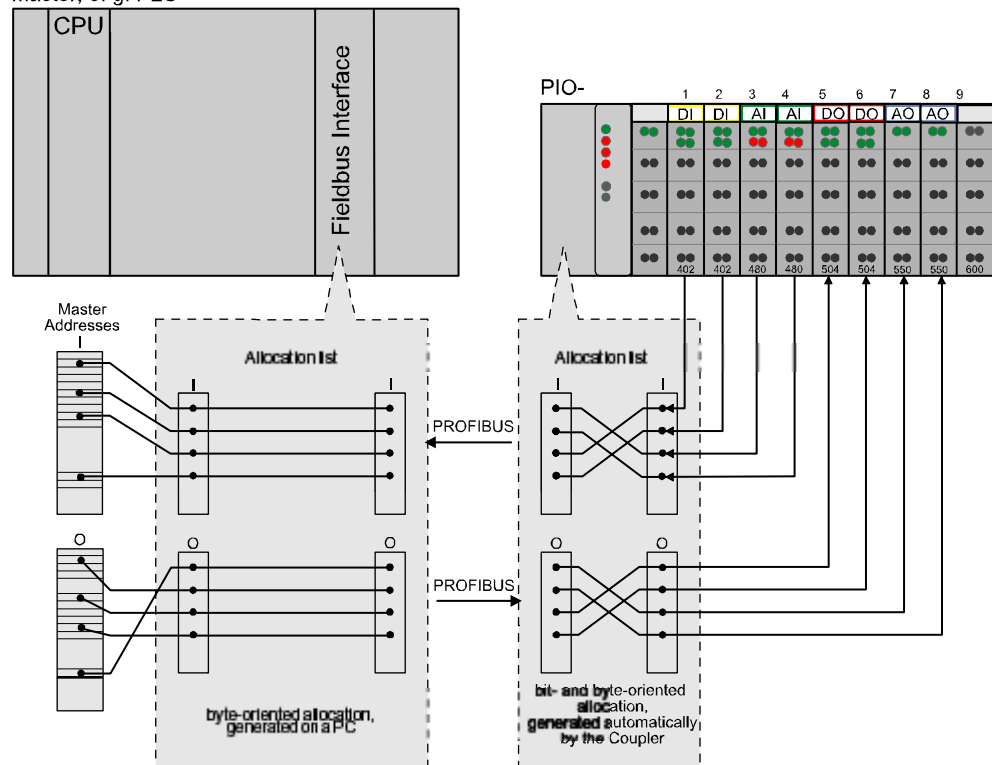 CPU
Fieldbus Interface
PIO-
1 2 3 4 5 6 7 8 9
DI DI AI AI DO DO AO AO
402 402 480 480 504 504 550 550 600
Master
Addresses
I
Allocation list
I I
PROFIBUS
Allocation list
I I
O
O O
PROFIBUS
O O
byte-oriented allocation,
generated on a PC
bit- and byte-oriented
allocation,
generated automatically
by the Coupler